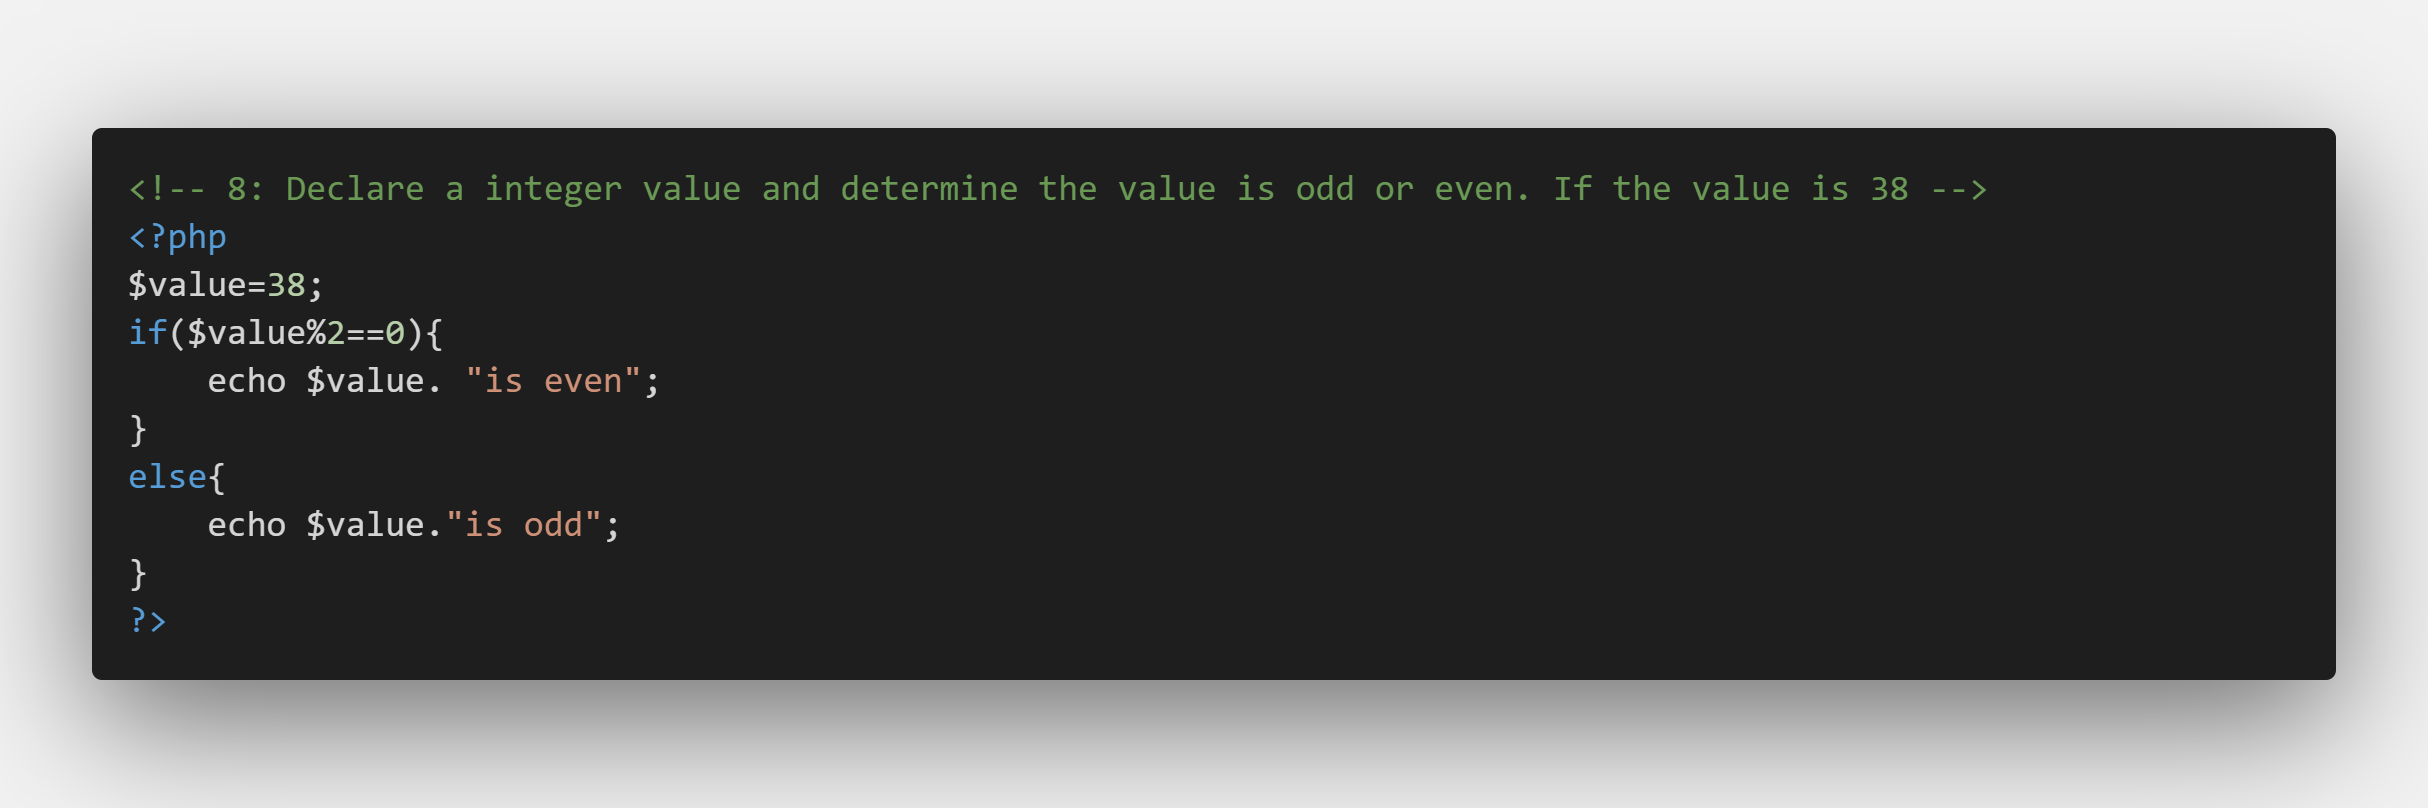 <!-- 8: Declare a integer value and determine the value is odd or even. If the value is 38 -->
<?php
$value=38;
if($value%2==0){
    echo $value. "is even";
}
else{
    echo $value."is odd";
}
?>